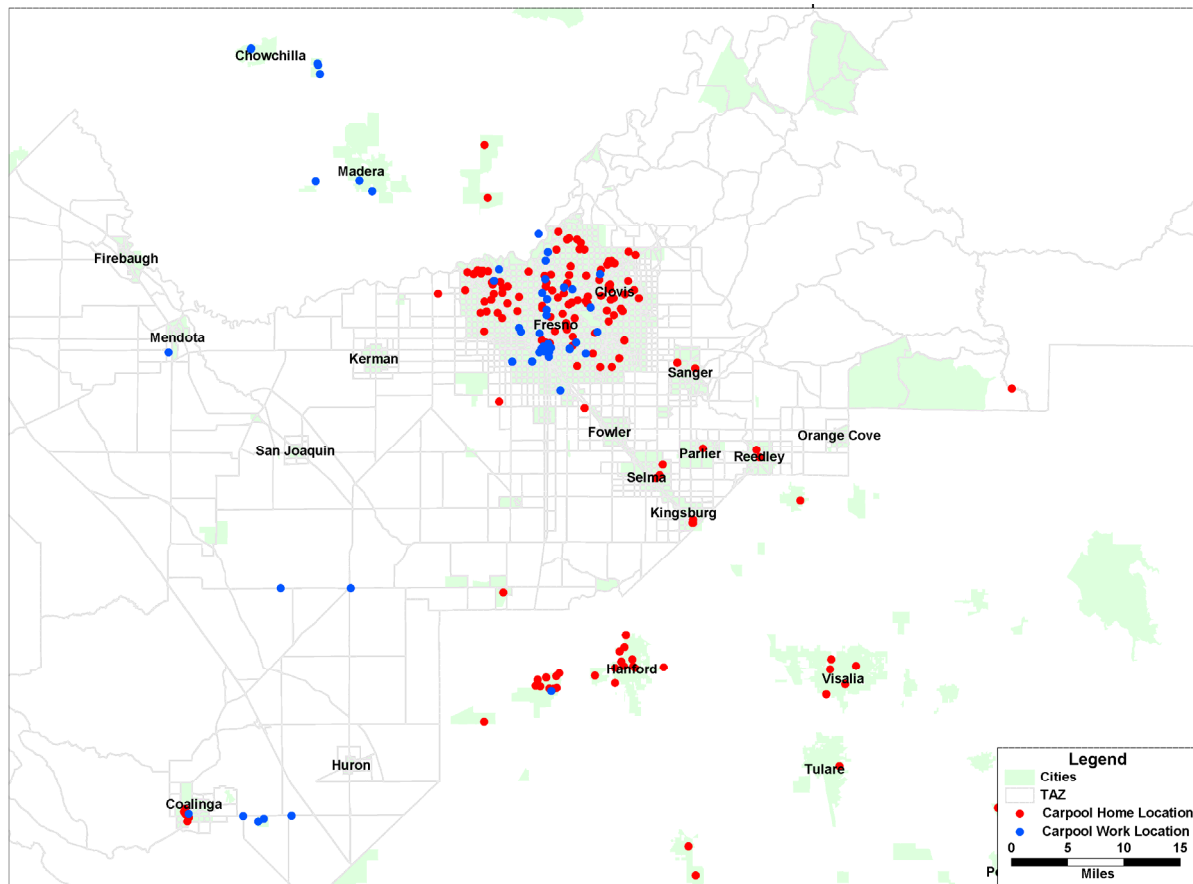 Chowchilla
Madera
Firebaugh
Clovis
Fresno
Mendota
Kerman
Sanger
Fowler
Orange Cove
San Joaquin
Parlier
Reedley
Selma
Kingsburg
Hanford
Visalia
Huron
Tulare
Coalinga
Legend
Cities
TAZ
Carpool Home Location
Carpool Work Location
0 5 10 15
Miles